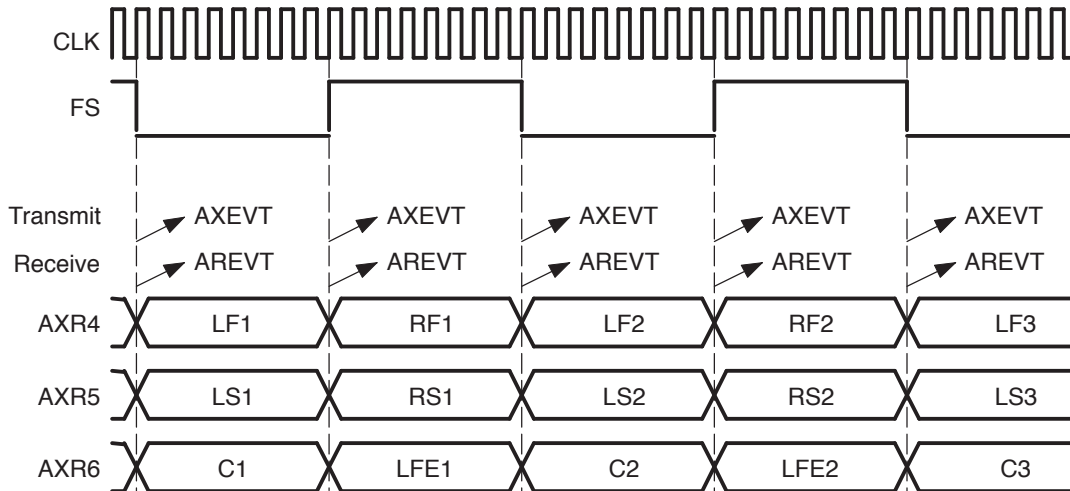 CLK
FS
Transmit AXEVT AXEVT AXEVT AXEVT AXEVT
Receive AREVT AREVT AREVT AREVT AREVT
AXR4 LF1 RF1 LF2 RF2 LF3
AXR5 LS1 RS1 LS2 RS2 LS3
AXR6 C1 LFE1 C2 LFE2 C3